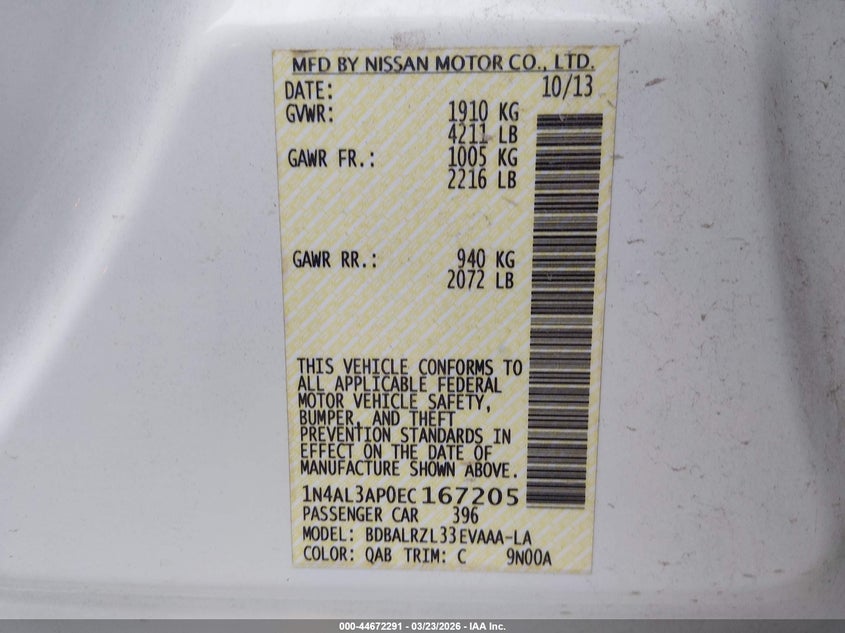 MFD BY NISSAN MOTOR CO., LTD.
DATE: 10/13
GVWR: 1910 KG
4211 LB
GAWR FR.: 1005 KG
2216 LB
GAWR RR.: 940 KG
2072 LB
THIS VEHICLE CONFORMS TO
ALL APPLICABLE FEDERAL
MOTOR VEHICLE SAFETY,
BUMPER, AND THEFT
PREVENTION STANDARDS IN
EFFECT ON THE DATE OF
MANUFACTURE SHOWN ABOVE.
1N4AL3AP0EC167205
PASSENGER CAR 396
MODEL: BDBALRZL33EVAAA-LA
COLOR: QAB TRIM: C 9N00A
000-44672291 - 03/23/2026 - IAA Inc.